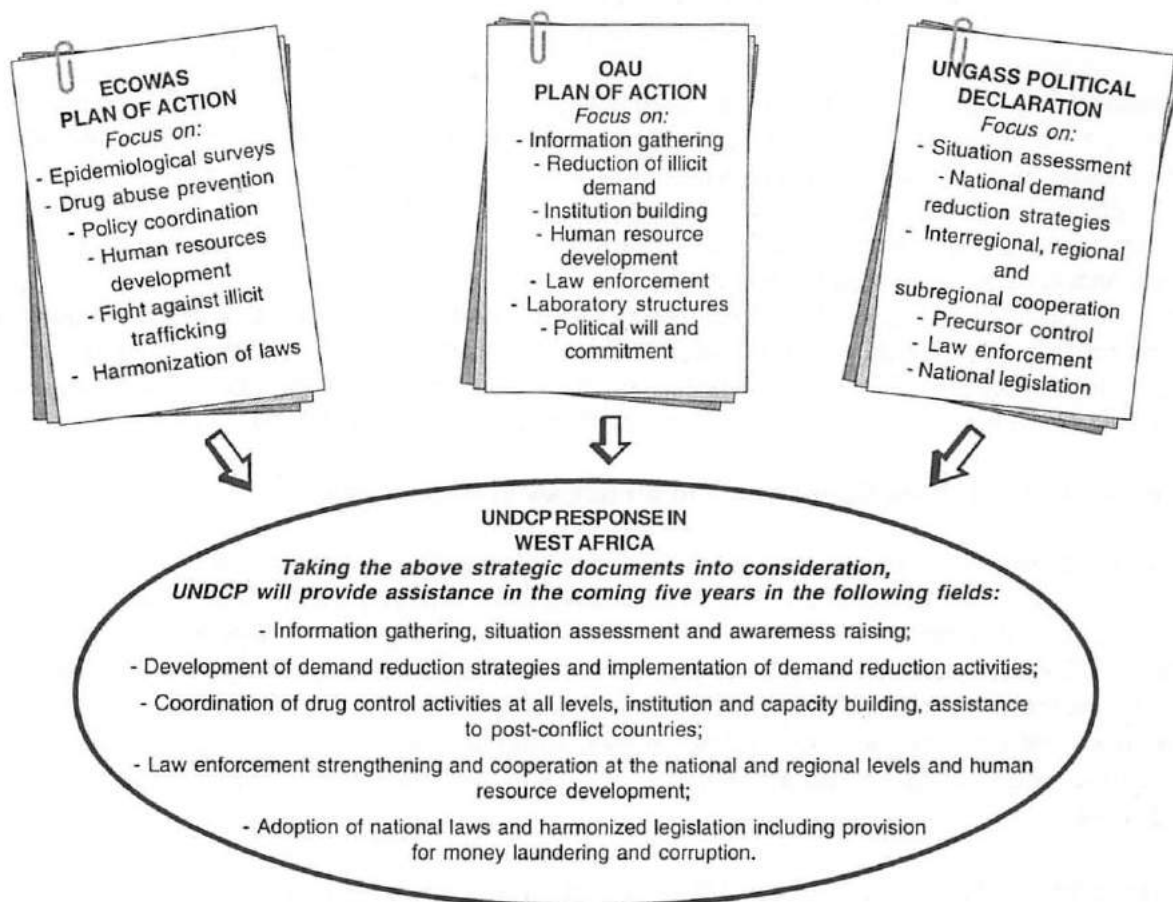 ECOWAS
PLAN OF ACTION
Focus on:
- Epidemiological surveys
- Drug abuse prevention
- Policy coordination
- Human resources
development
- Fight against illicit
trafficking
- Harmonization of laws
OAU
PLAN OF ACTION
Focus on:
- Information gathering
- Reduction of illicit
demand
- Institution building
- Human resource
development
- Law enforcement
- Laboratory structures
- Political will and
commitment
UNGASS POLITICAL
DECLARATION
Focus on:
- Situation assessment
- National demand
reduction strategies
- Interregional, regional
and
subregional cooperation
- Precursor control
- Law enforcement
- National legislation
UNDCP RESPONSE IN
WEST AFRICA
Taking the above strategic documents into consideration,
UNDCP will provide assistance in the coming five years in the following fields:
- Information gathering, situation assessment and awaremess raising;
- Development of demand reduction strategies and implementation of demand reduction activities;
- Coordination of drug control activities at all levels, institution and capacity building, assistance
to post-conflict countries;
- Law enforcement strengthening and cooperation at the national and regional levels and human
resource development;
- Adoption of national laws and harmonized legislation including provision
for money laundering and corruption.